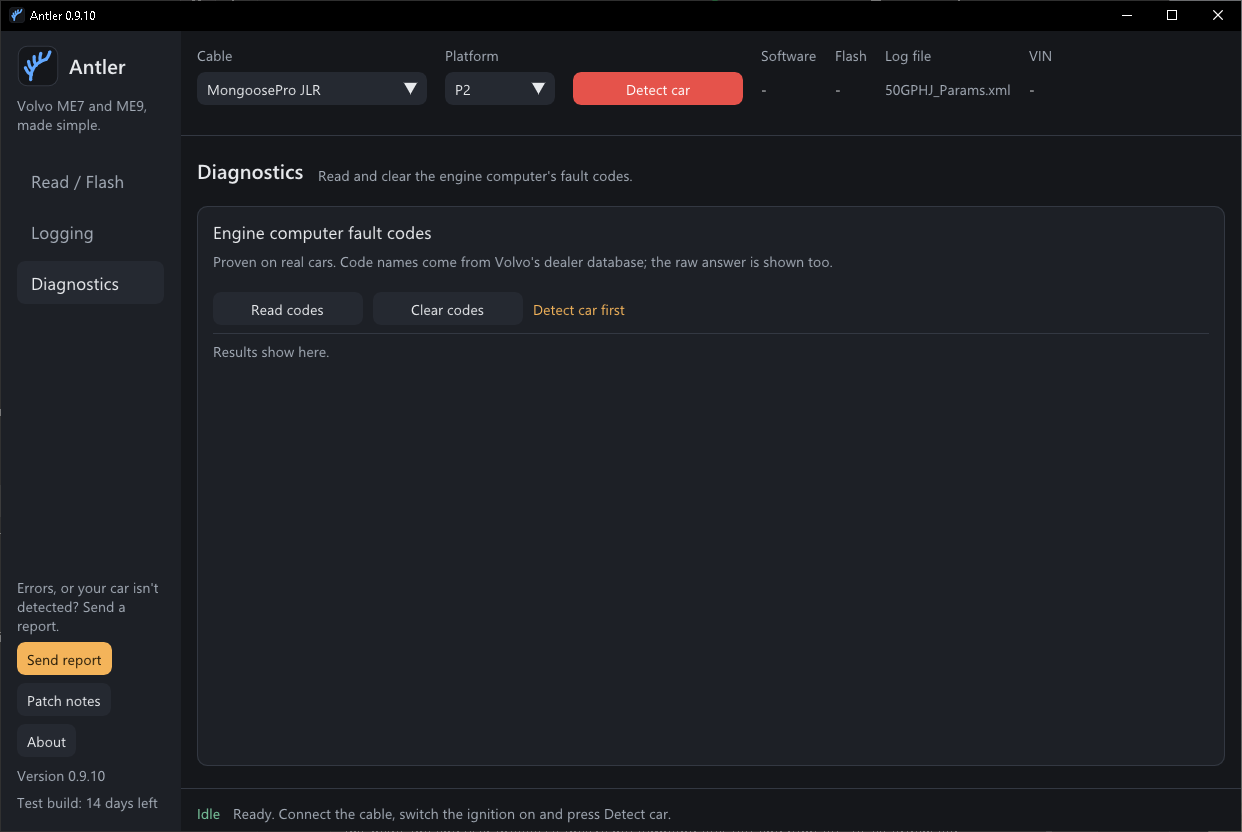 Antler 0.9.10
Antler
Volvo ME7 and ME9,
made simple.
Read / Flash
Logging
Diagnostics
Errors, or your car isn't
detected? Send a
report.
Send report
Patch notes
About
Version 0.9.10
Test build: 14 days left
Cable
MongoosePro JLR
Platform
P2
Detect car
Software
-
Flash
-
Log file
50GPHJ_Params.xml
VIN
-
Diagnostics
Read and clear the engine computer's fault codes.
Engine computer fault codes
Proven on real cars. Code names come from Volvo's dealer database; the raw answer is shown too.
Read codes
Clear codes
Detect car first
Results show here.
Idle
Ready. Connect the cable, switch the ignition on and press Detect car.